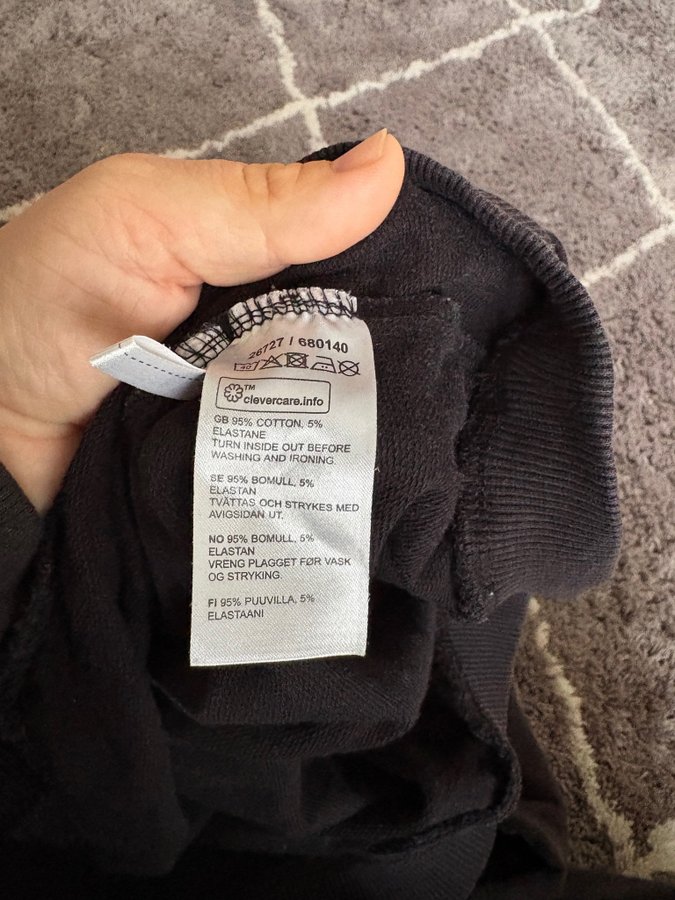 26727 / 680140
40
TM
clevercare.info
GB 95% COTTON, 5%
ELASTANE
TURN INSIDE OUT BEFORE
WASHING AND IRONING.
SE 95% BOMULL, 5%
ELASTAN
TVÄTTAS OCH STRYKES MED
AVIGSIDAN UT.
NO 95% BOMULL, 5%
ELASTAN
VRENG PLAGGET FØR VASK
OG STRYKING.
FI 95% PUUVILLA, 5%
ELASTAANI